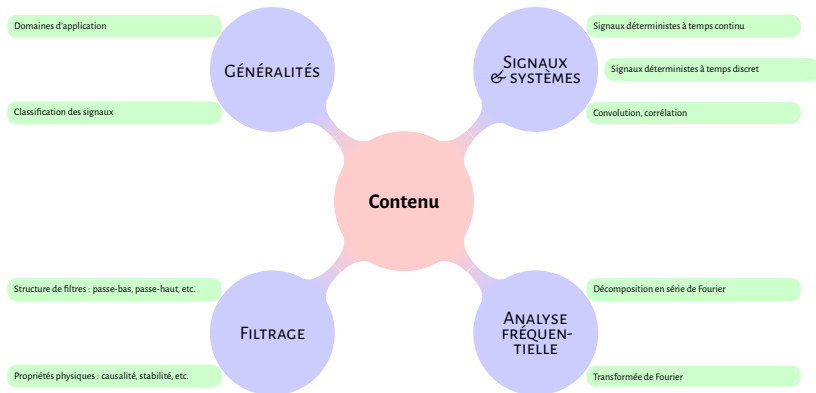 Domaines d'application
Généralités
Classification des signaux
Signaux
& systèmes
Signaux déterministes à temps continu
Signaux déterministes à temps discret
Convolution, corrélation
Contenu
Structure de filtres : passe-bas, passe-haut, etc.
Filtrage
Propriétés physiques : causalité, stabilité, etc.
Analyse
fréquen-
tielle
Décomposition en série de Fourier
Transformée de Fourier